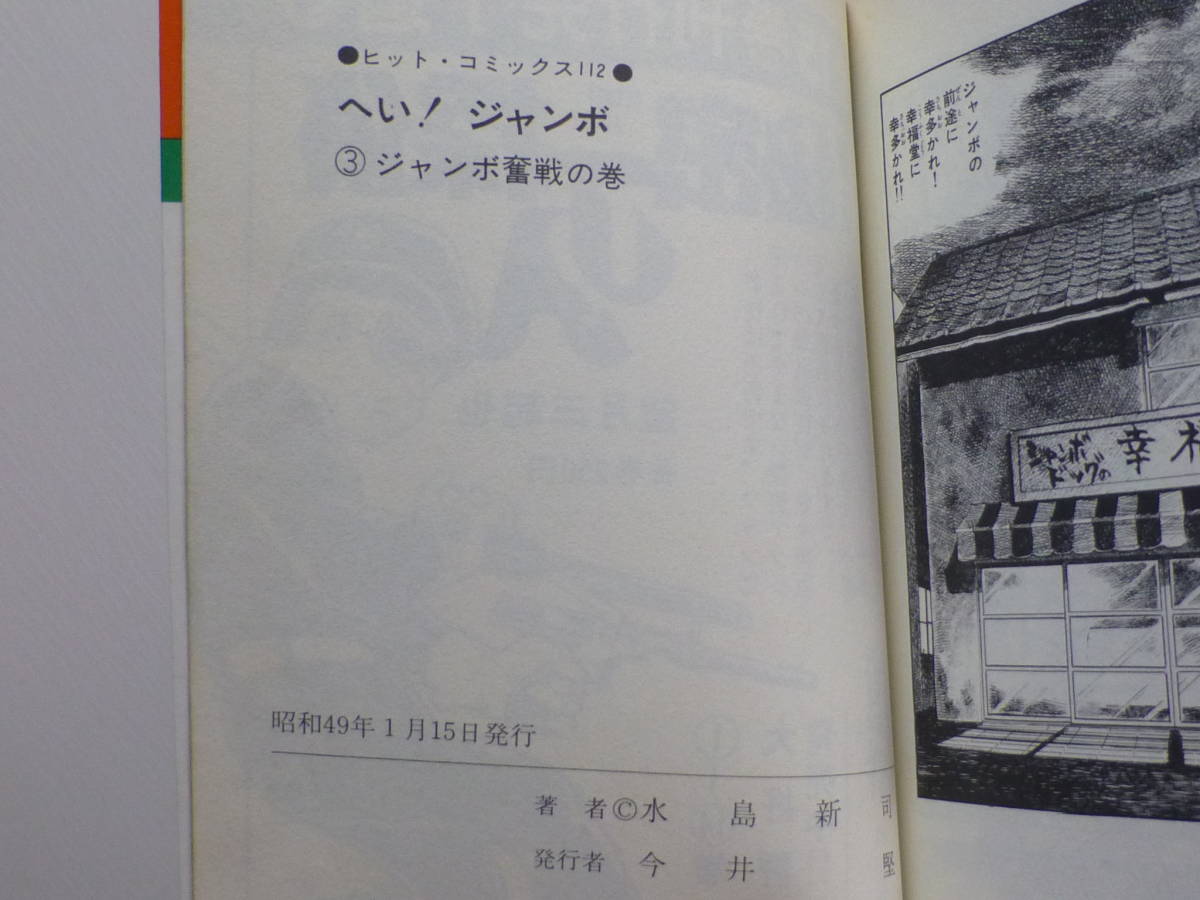 ●ヒット・コミックス112●
へい! ジャンボ
③ジャンボ奮戦の巻
昭和49年1月15日発行
著者©水島新司
発行者 今井堅
ジャンボの
前途に
幸多かれ!
幸福堂に
幸多かれ!!
ジャンボ
ドッグの
幸